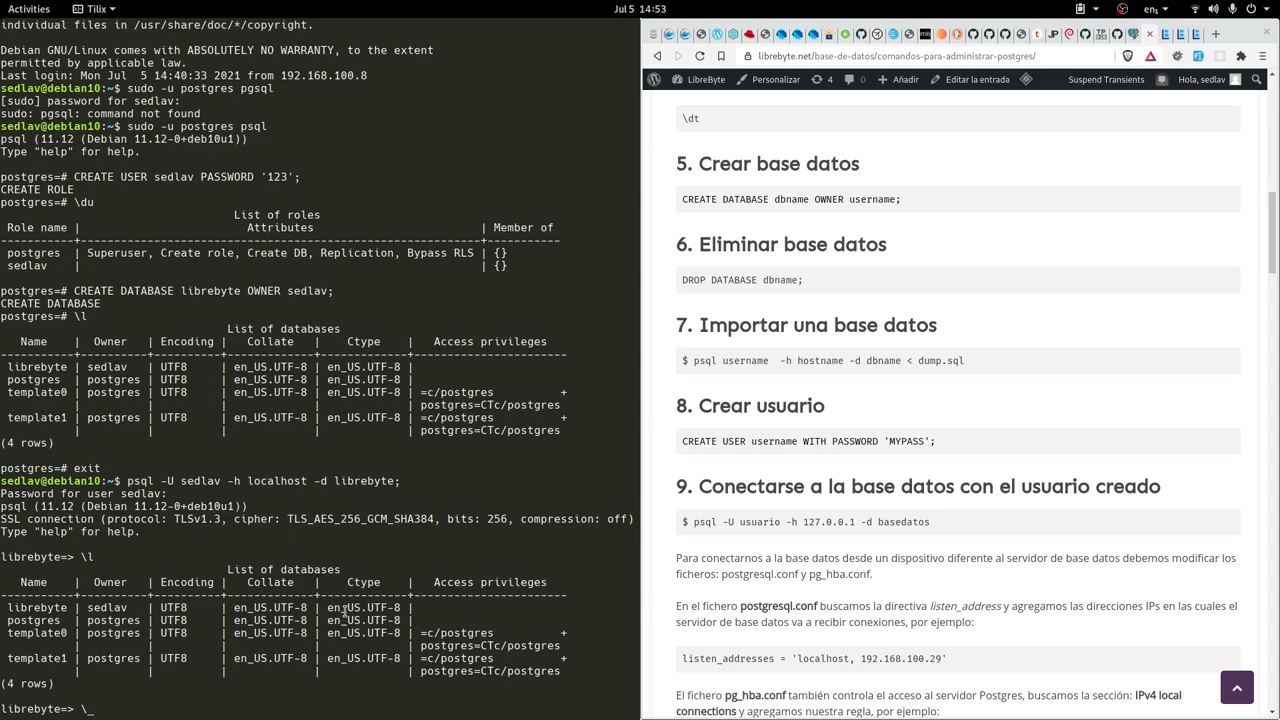 Activities
Tilix
Jul 5 14:53
en₁
individual files in /usr/share/doc/*/copyright.
Debian GNU/Linux comes with ABSOLUTELY NO WARRANTY, to the extent
permitted by applicable law.
Last login: Mon Jul  5 14:40:33 2021 from 192.168.100.8
sedlav@debian10:~$ sudo -u postgres pgsql
[sudo] password for sedlav:
sudo: pgsql: command not found
sedlav@debian10:~$ sudo -u postgres psql
psql (11.12 (Debian 11.12-0+deb10u1))
Type "help" for help.
postgres=# CREATE USER sedlav PASSWORD '123';
CREATE ROLE
postgres=# \du
List of roles
Role name | Attributes | Member of
-----------+------------------------------------------------------------+-----------
postgres | Superuser, Create role, Create DB, Replication, Bypass RLS | {}
sedlav | | {}
postgres=# CREATE DATABASE librebyte OWNER sedlav;
CREATE DATABASE
postgres=# \l
List of databases
Name | Owner | Encoding | Collate | Ctype | Access privileges
-----------+----------+----------+-------------+-------------+-----------------------
librebyte | sedlav | UTF8 | en_US.UTF-8 | en_US.UTF-8 |
postgres | postgres | UTF8 | en_US.UTF-8 | en_US.UTF-8 |
template0 | postgres | UTF8 | en_US.UTF-8 | en_US.UTF-8 | =c/postgres +
| | | | | postgres=CTc/postgres
template1 | postgres | UTF8 | en_US.UTF-8 | en_US.UTF-8 | =c/postgres +
| | | | | postgres=CTc/postgres
(4 rows)
postgres=# exit
sedlav@debian10:~$ psql -U sedlav -h localhost -d librebyte;
Password for user sedlav:
psql (11.12 (Debian 11.12-0+deb10u1))
SSL connection (protocol: TLSv1.3, cipher: TLS_AES_256_GCM_SHA384, bits: 256, compression: off)
Type "help" for help.
librebyte=> \l
List of databases
Name | Owner | Encoding | Collate | Ctype | Access privileges
-----------+----------+----------+-------------+-------------+-----------------------
librebyte | sedlav | UTF8 | en_US.UTF-8 | en_US.UTF-8 |
postgres | postgres | UTF8 | en_US.UTF-8 | en_US.UTF-8 |
template0 | postgres | UTF8 | en_US.UTF-8 | en_US.UTF-8 | =c/postgres +
| | | | | postgres=CTc/postgres
template1 | postgres | UTF8 | en_US.UTF-8 | en_US.UTF-8 | =c/postgres +
| | | | | postgres=CTc/postgres
(4 rows)
librebyte=> \_
librebyte.net/base-de-datos/comandos-para-administrar-postgres/
LibreByte Personalizar 4 0 Añadir Editar la entrada Suspend Transients Hola, sedlav
\dt
5. Crear base datos
CREATE DATABASE dbname OWNER username;
6. Eliminar base datos
DROP DATABASE dbname;
7. Importar una base datos
$ psql username  -h hostname -d dbname < dump.sql
8. Crear usuario
CREATE USER username WITH PASSWORD 'MYPASS';
9. Conectarse a la base datos con el usuario creado
$ psql -U usuario -h 127.0.0.1 -d basedatos
Para conectarnos a la base datos desde un dispositivo diferente al servidor de base datos debemos modificar los
ficheros: postgresql.conf y pg_hba.conf.
En el fichero postgresql.conf buscamos la directiva listen_address y agregamos las direcciones IPs en las cuales el
servidor de base datos va a recibir conexiones, por ejemplo:
listen_addresses = 'localhost, 192.168.100.29'
El fichero pg_hba.conf también controla el acceso al servidor Postgres, buscamos la sección: IPv4 local
connections y agregamos nuestra regla, por ejemplo: